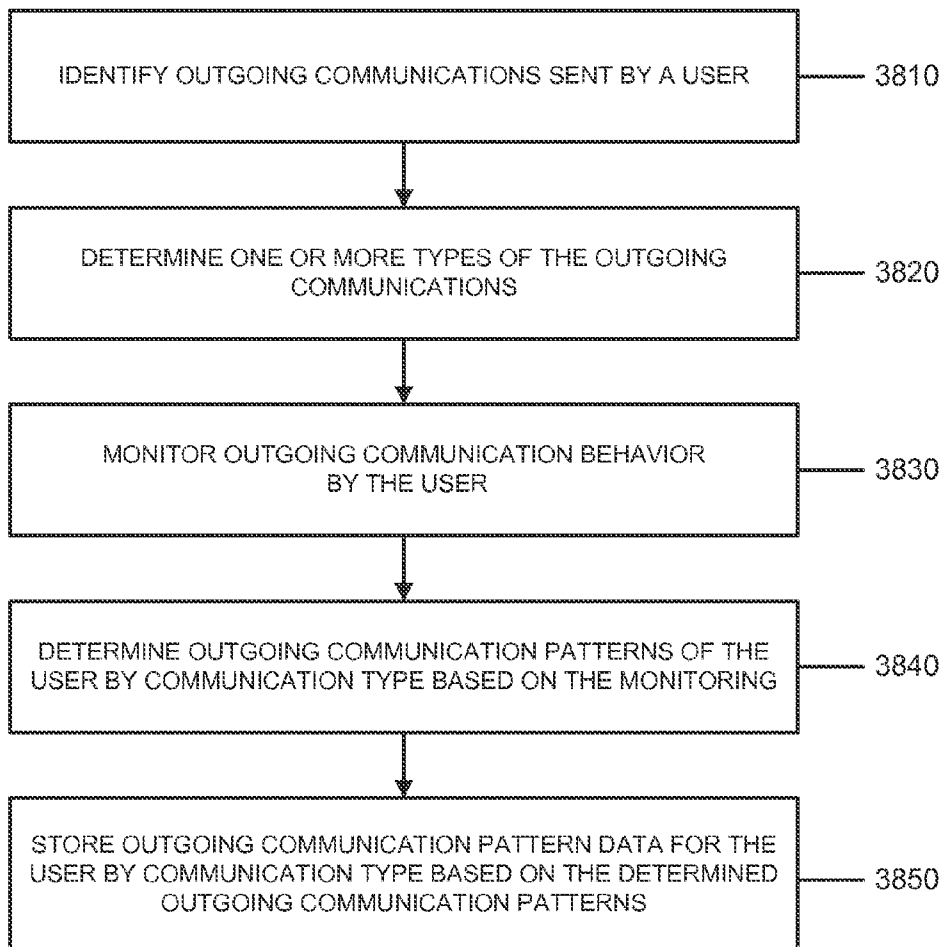 IDENTIFY OUTGOING COMMUNICATIONS SENT BY A USER
3810
DETERMINE ONE OR MORE TYPES OF THE OUTGOING
COMMUNICATIONS
3820
MONITOR OUTGOING COMMUNICATION BEHAVIOR
BY THE USER
3830
DETERMINE OUTGOING COMMUNICATION PATTERNS OF THE
USER BY COMMUNICATION TYPE BASED ON THE MONITORING
3840
STORE OUTGOING COMMUNICATION PATTERN DATA FOR THE
USER BY COMMUNICATION TYPE BASED ON THE DETERMINED
OUTGOING COMMUNICATION PATTERNS
3850